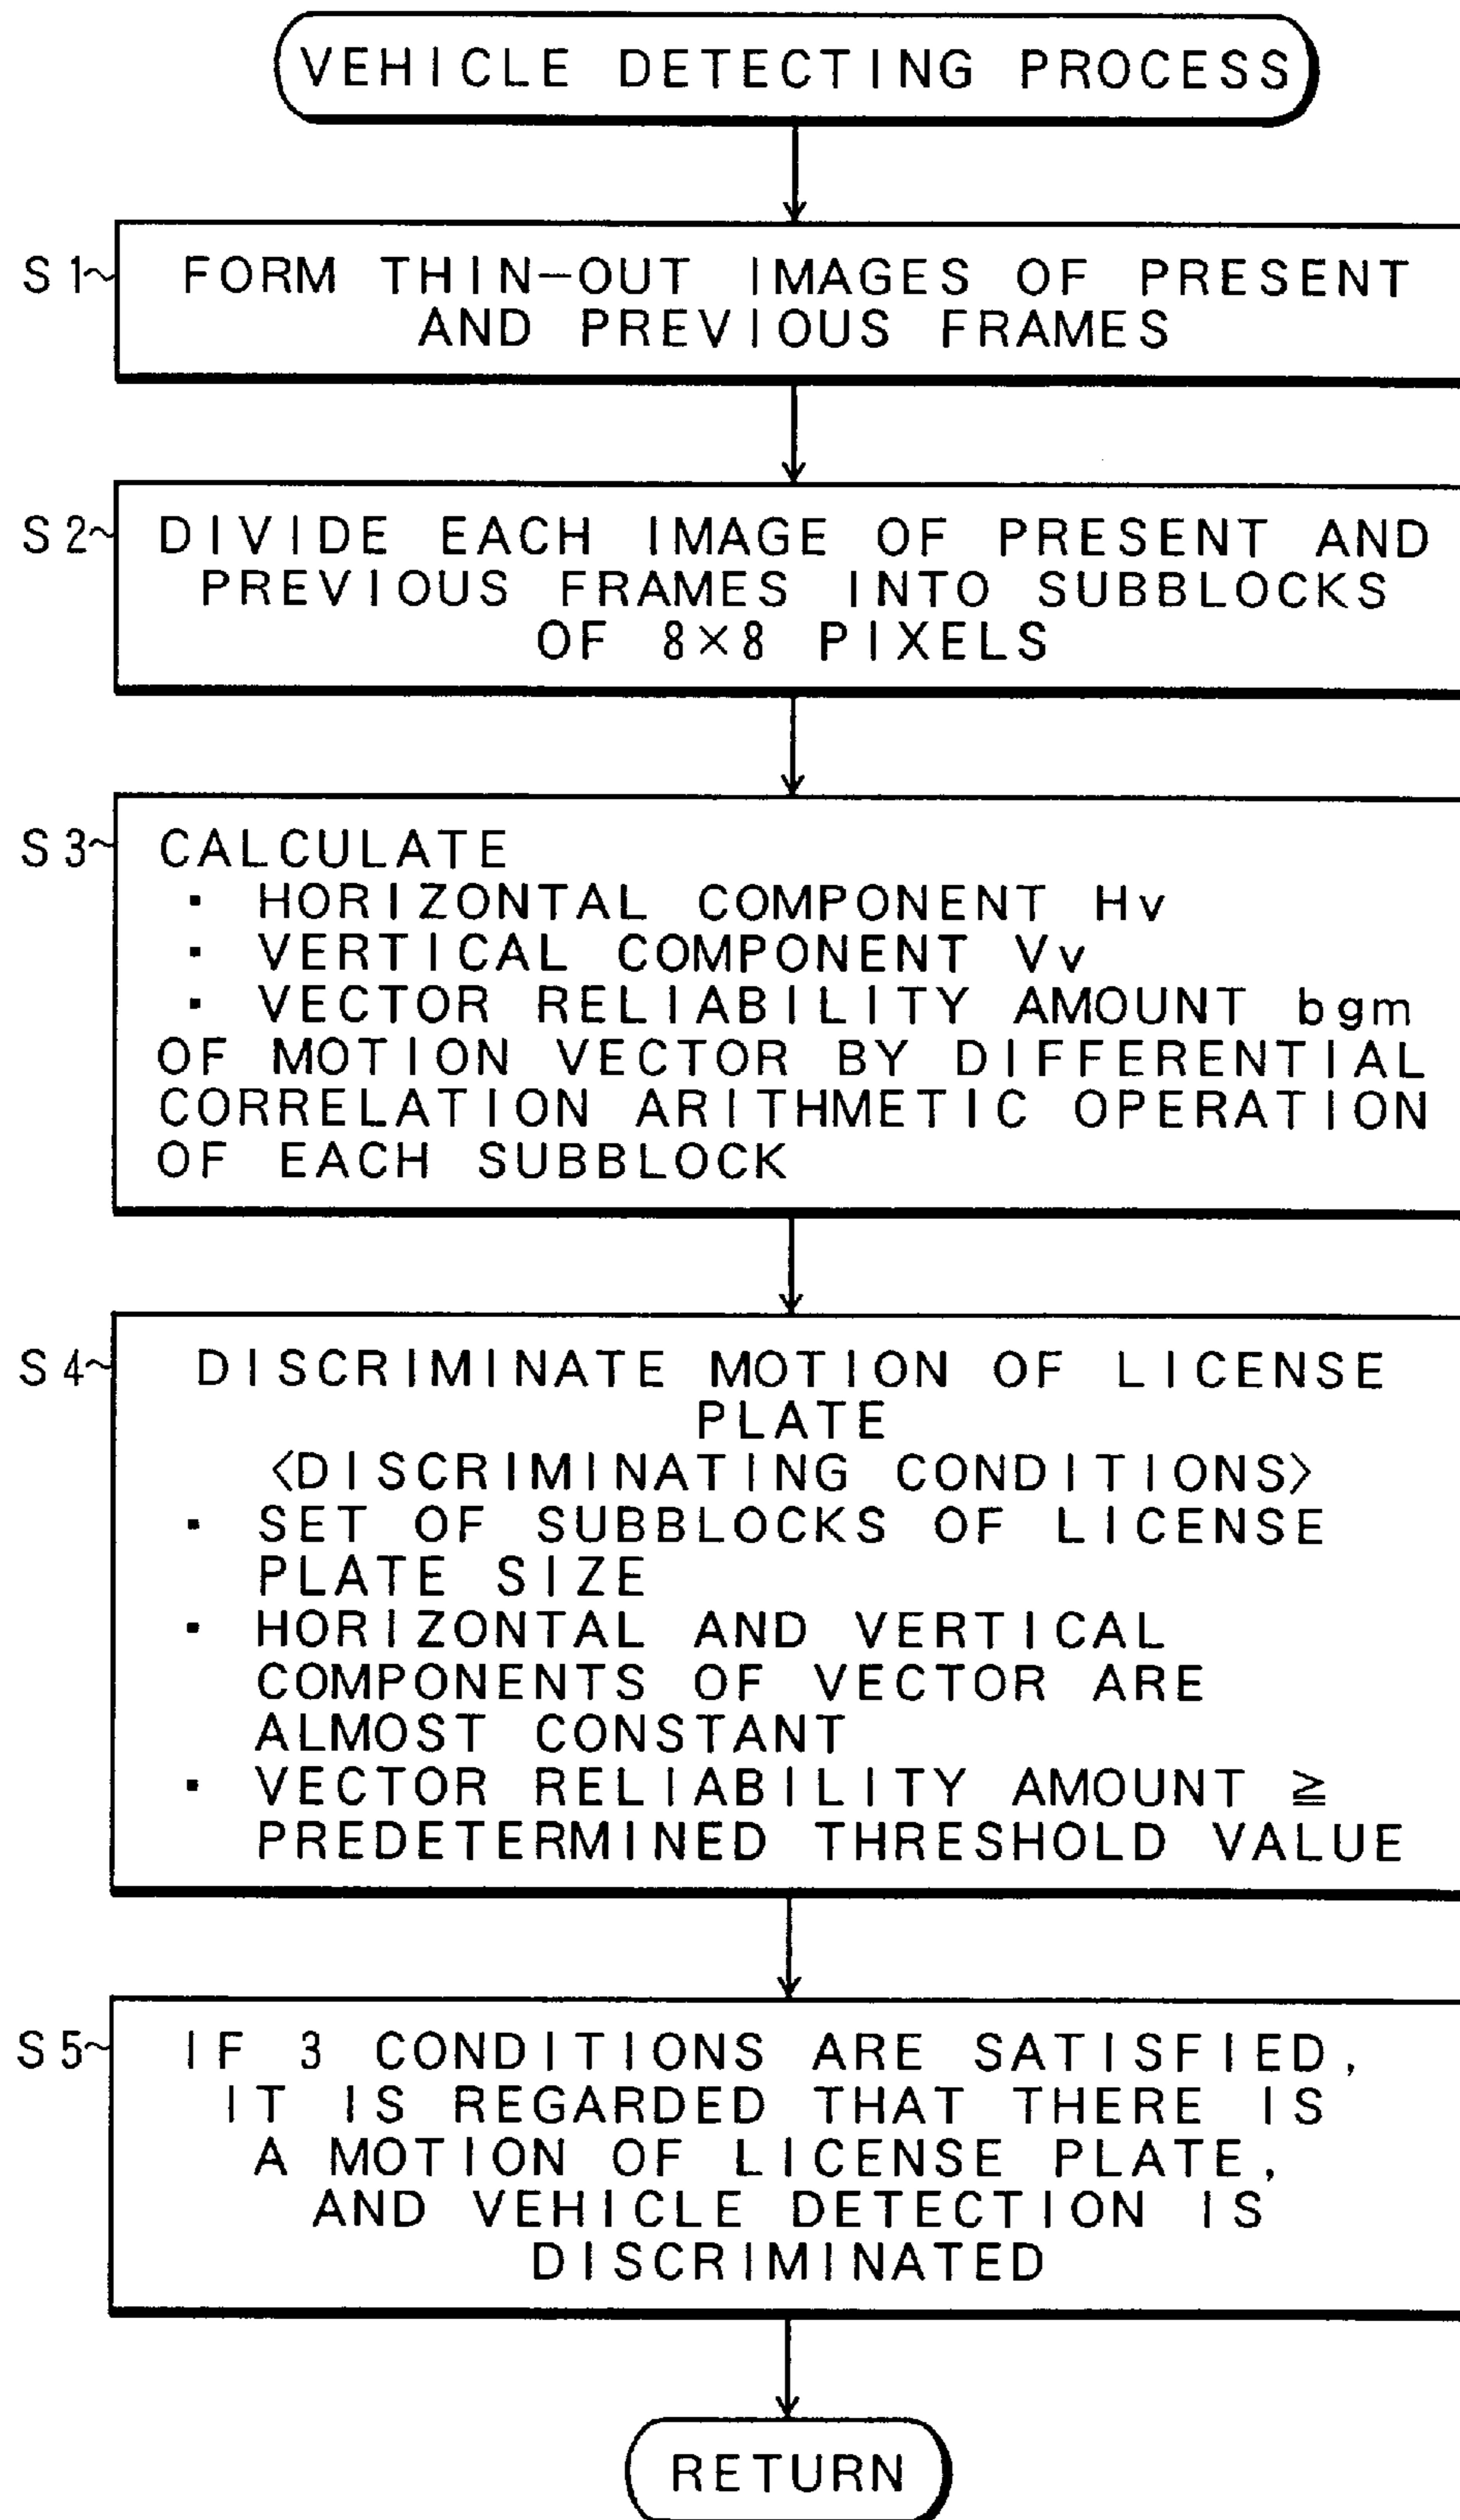 VEHICLE DETECTING PROCESS
S1~ FORM THIN-OUT IMAGES OF PRESENT
AND PREVIOUS FRAMES
S2~ DIVIDE EACH IMAGE OF PRESENT AND
PREVIOUS FRAMES INTO SUBBLOCKS
OF 8×8 PIXELS
S3~ CALCULATE
· HORIZONTAL COMPONENT Hv
· VERTICAL COMPONENT Vv
· VECTOR RELIABILITY AMOUNT bgm
OF MOTION VECTOR BY DIFFERENTIAL
CORRELATION ARITHMETIC OPERATION
OF EACH SUBBLOCK
S4~ DISCRIMINATE MOTION OF LICENSE
PLATE
<DISCRIMINATING CONDITIONS>
· SET OF SUBBLOCKS OF LICENSE
PLATE SIZE
· HORIZONTAL AND VERTICAL
COMPONENTS OF VECTOR ARE
ALMOST CONSTANT
· VECTOR RELIABILITY AMOUNT ≧
PREDETERMINED THRESHOLD VALUE
S5~ IF 3 CONDITIONS ARE SATISFIED,
IT IS REGARDED THAT THERE IS
A MOTION OF LICENSE PLATE,
AND VEHICLE DETECTION IS
DISCRIMINATED
RETURN